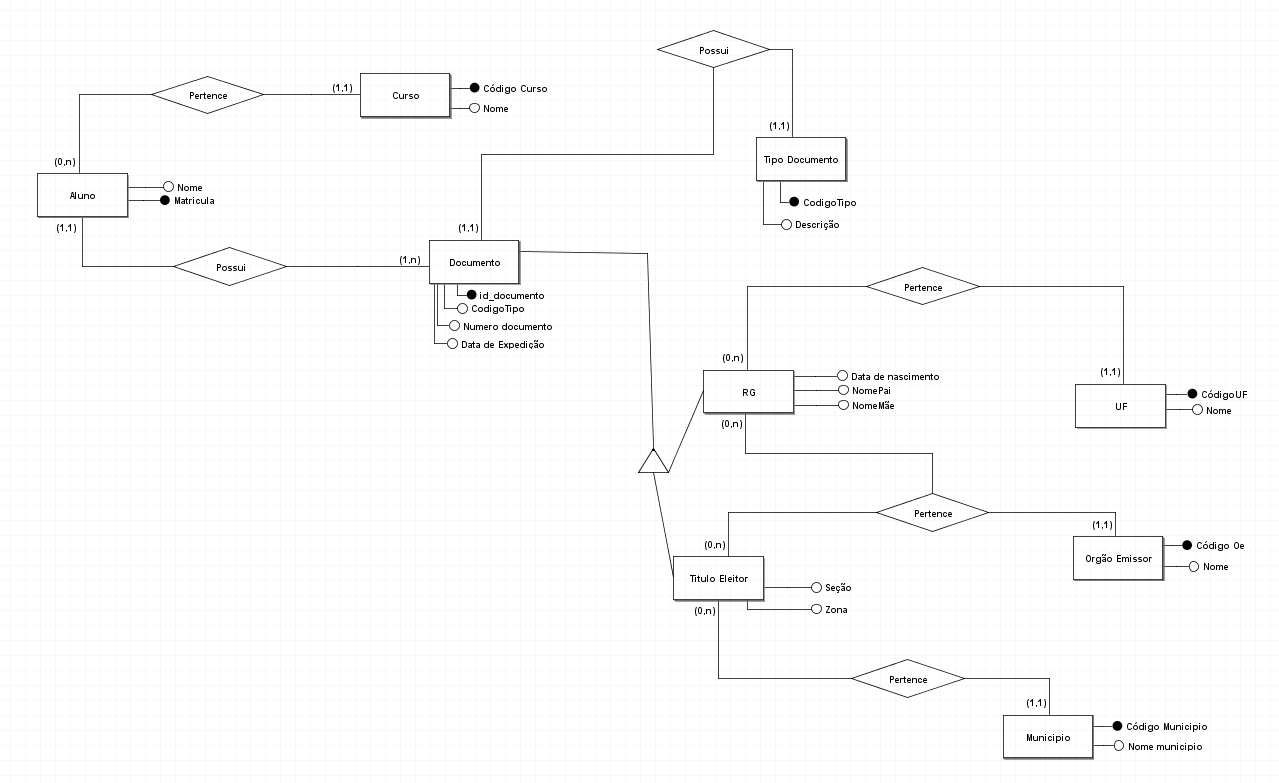 Possui
Pertence
(1,1)
Curso
Código Curso
Nome
(1,1)
Tipo Documento
CodigoTipo
Descrição
(0,n)
Aluno
Nome
Matricula
(1,1)
Possui
(1,n)
(1,1)
Documento
id_documento
CodigoTipo
Numero documento
Data de Expedição
Pertence
(0,n)
RG
Data de nascimento
NomePai
NomeMãe
(0,n)
(1,1)
UF
CódigoUF
Nome
Pertence
(1,1)
Orgão Emissor
Código Oe
Nome
(0,n)
Titulo Eleitor
Seção
Zona
(0,n)
Pertence
(1,1)
Municipio
Código Municipio
Nome municipio